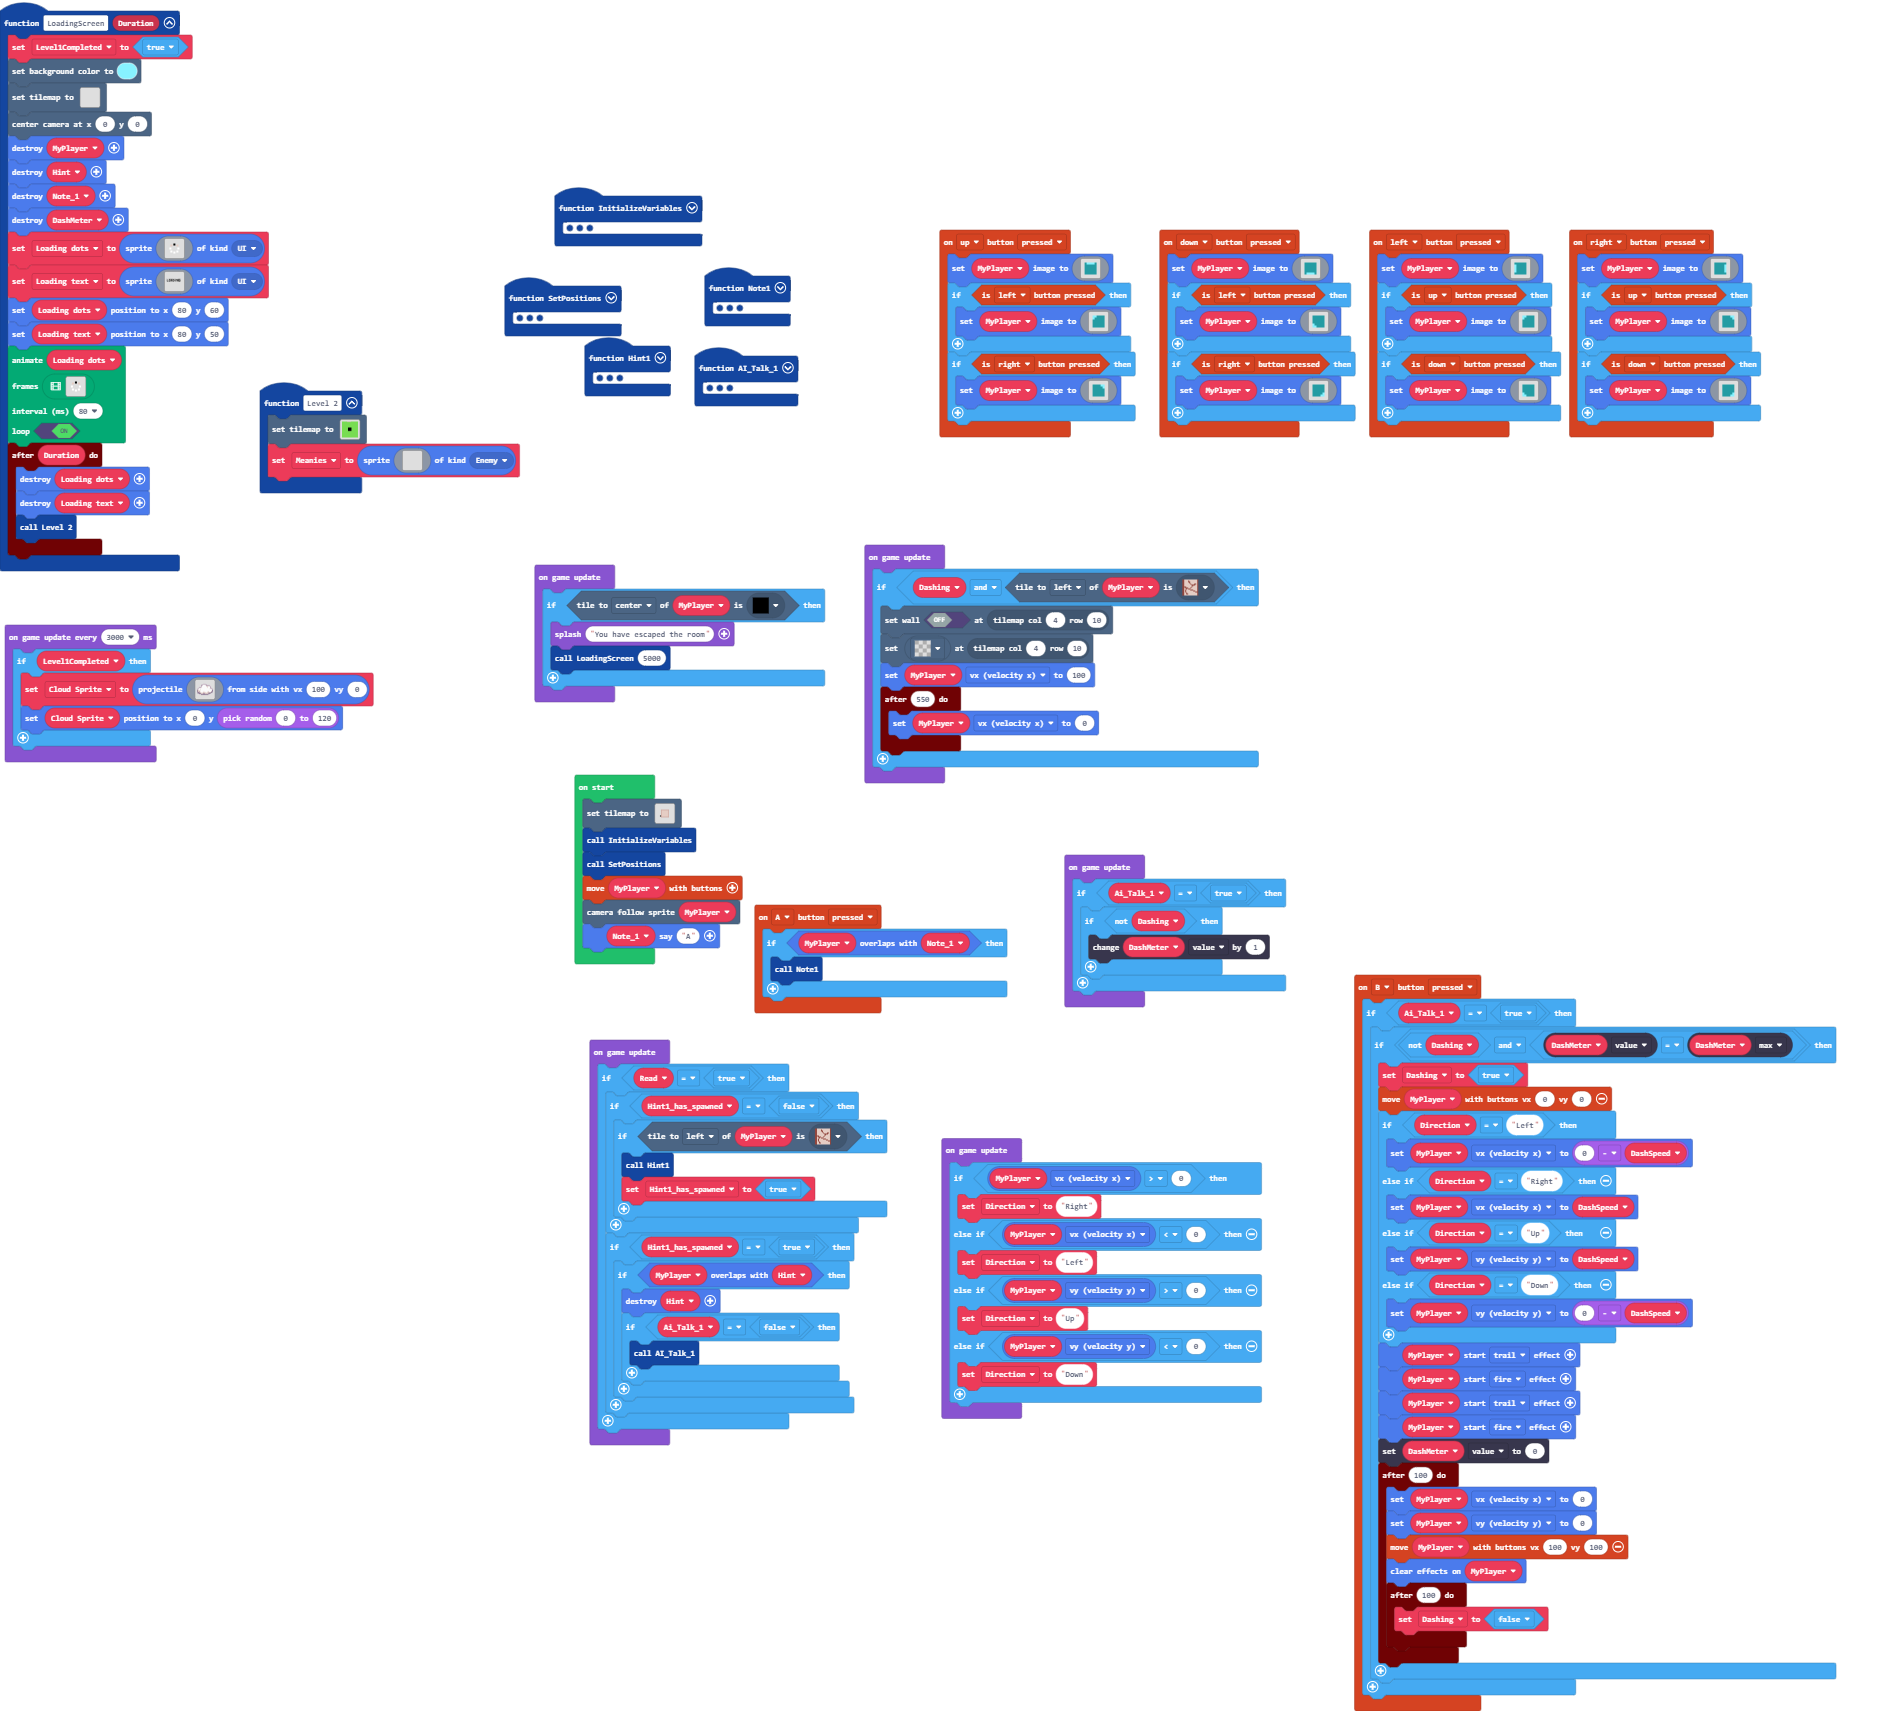 function LoadingScreen Duration
set Level1Completed to true
set background color to
set tilemap to
center camera at x 0 y 0
destroy MyPlayer
destroy Hint
destroy Note_1
destroy DashMeter
set Loading dots to sprite of kind UI
set Loading text to sprite of kind UI
set Loading dots position to x 80 y 60
set Loading text position to x 80 y 50
animate Loading dots
frames
interval (ms) 80
loop ON
after Duration do
destroy Loading dots
destroy Loading text
call Level 2
function Level 2
set tilemap to
set Meanies to sprite of kind Enemy
function InitializeVariables
function SetPositions
function Note1
function Hint1
function AI_Talk_1
on up button pressed
set MyPlayer image to
if is left button pressed then
set MyPlayer image to
if is right button pressed then
set MyPlayer image to
on down button pressed
set MyPlayer image to
if is left button pressed then
set MyPlayer image to
if is right button pressed then
set MyPlayer image to
on left button pressed
set MyPlayer image to
if is up button pressed then
set MyPlayer image to
if is down button pressed then
set MyPlayer image to
on right button pressed
set MyPlayer image to
if is up button pressed then
set MyPlayer image to
if is down button pressed then
set MyPlayer image to
on game update every 3000 ms
if Level1Completed then
set Cloud Sprite to projectile from side with vx 100 vy 0
set Cloud Sprite position to x 0 y pick random 0 to 120
on game update
if tile to center of MyPlayer is then
splash "You have escaped the room"
call LoadingScreen 5000
on game update
if Dashing and tile to left of MyPlayer is then
set wall OFF at tilemap col 4 row 10
set at tilemap col 4 row 10
set MyPlayer vx (velocity x) to 100
after 550 do
set MyPlayer vx (velocity x) to 0
on start
set tilemap to
call InitializeVariables
call SetPositions
move MyPlayer with buttons
camera follow sprite MyPlayer
Note_1 say "A"
on A button pressed
if MyPlayer overlaps with Note_1 then
call Note1
on game update
if Ai_Talk_1 = true then
if not Dashing then
change DashMeter value by 1
on game update
if Read = true then
if Hint1_has_spawned = false then
if tile to left of MyPlayer is then
call Hint1
set Hint1_has_spawned to true
if Hint1_has_spawned = true then
if MyPlayer overlaps with Hint then
destroy Hint
if Ai_Talk_1 = false then
call AI_Talk_1
on game update
if MyPlayer vx (velocity x) > 0 then
set Direction to "Right"
else if MyPlayer vx (velocity x) < 0 then
set Direction to "Left"
else if MyPlayer vy (velocity y) > 0 then
set Direction to "Up"
else if MyPlayer vy (velocity y) < 0 then
set Direction to "Down"
on B button pressed
if Ai_Talk_1 = true then
if not Dashing and DashMeter value = DashMeter max then
set Dashing to true
move MyPlayer with buttons vx 0 vy 0
if Direction = "Left" then
set MyPlayer vx (velocity x) to 0 - DashSpeed
else if Direction = "Right" then
set MyPlayer vx (velocity x) to DashSpeed
else if Direction = "Up" then
set MyPlayer vy (velocity y) to DashSpeed
else if Direction = "Down" then
set MyPlayer vy (velocity y) to 0 - DashSpeed
MyPlayer start trail effect
MyPlayer start fire effect
MyPlayer start trail effect
MyPlayer start fire effect
set DashMeter value to 0
after 100 do
set MyPlayer vx (velocity x) to 0
set MyPlayer vy (velocity y) to 0
move MyPlayer with buttons vx 100 vy 100
clear effects on MyPlayer
after 100 do
set Dashing to false